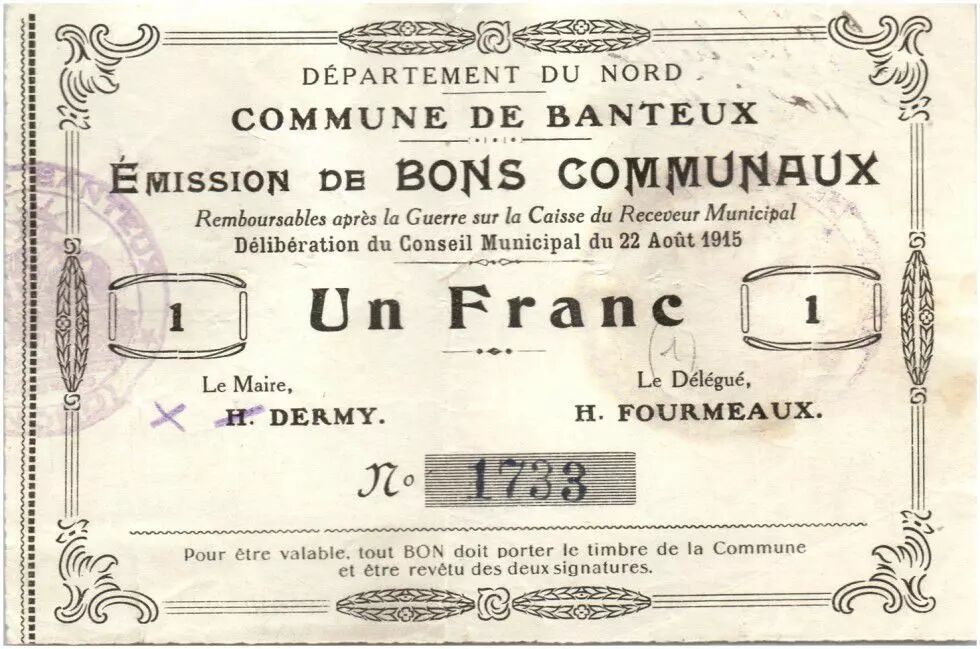 DÉPARTEMENT DU NORD
COMMUNE DE BANTEUX
ÉMISSION DE BONS COMMUNAUX
Remboursables après la Guerre sur la Caisse du Receveur Municipal
Délibération du Conseil Municipal du 22 Août 1915
1 Un Franc 1
(1)
Le Maire, Le Délégué,
X H. DERMY. H. FOURMEAUX.
No 1733
Pour être valable, tout BON doit porter le timbre de la Commune
et être revêtu des deux signatures.
BANTEUX